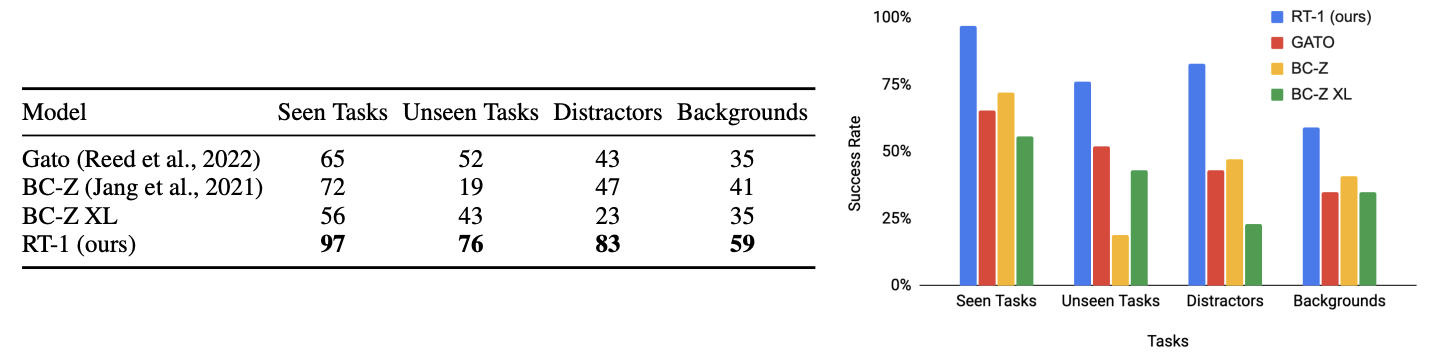 Model Seen Tasks Unseen Tasks Distractors Backgrounds
Gato (Reed et al., 2022) 65 52 43 35
BC-Z (Jang et al., 2021) 72 19 47 41
BC-Z XL 56 43 23 35
RT-1 (ours) 97 76 83 59
100%
75%
50%
25%
0%
Success Rate
RT-1 (ours)
GATO
BC-Z
BC-Z XL
Seen Tasks Unseen Tasks Distractors Backgrounds
Tasks